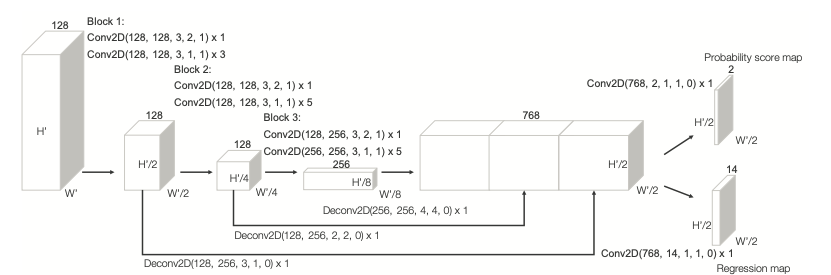 Block 1:
128
Conv2D(128, 128, 3, 2, 1) x 1
Conv2D(128, 128, 3, 1, 1) x 3
Block 2:
Conv2D(128, 128, 3, 2, 1) x 1
Conv2D(128, 128, 3, 1, 1) x 5
Block 3:
Conv2D(128, 256, 3, 2, 1) x 1
Conv2D(256, 256, 3, 1, 1) x 5
H'
W'
128
H'/2
W'/2
128
H'/4
W'/4
256
H'/8
W'/8
768
H'/2
W'/2
Deconv2D(256, 256, 4, 4, 0) x 1
Deconv2D(128, 256, 2, 2, 0) x 1
Deconv2D(128, 256, 3, 1, 0) x 1
Probability score map
2
Conv2D(768, 2, 1, 1, 0) x 1
H'/2
W'/2
14
H'/2
W'/2
Conv2D(768, 14, 1, 1, 0) x 1
Regression map